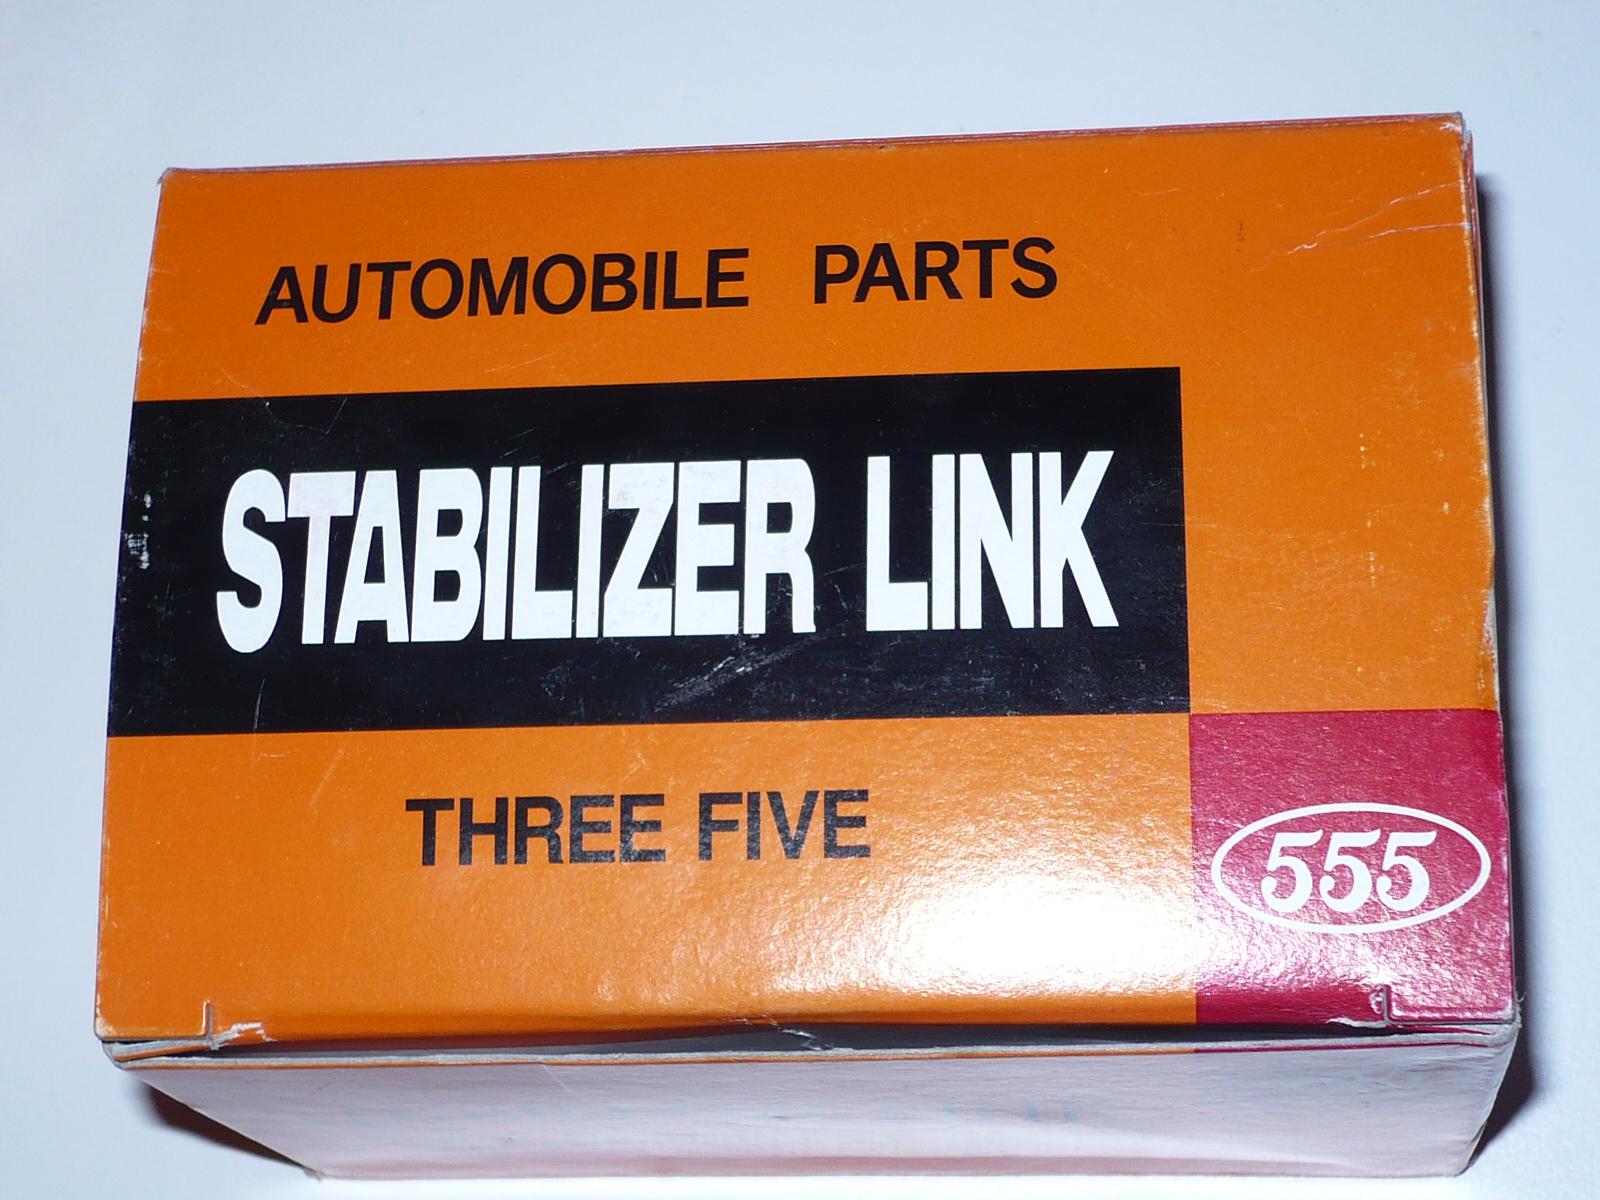 AUTOMOBILE PARTS
STABILIZER LINK
THREE FIVE
555